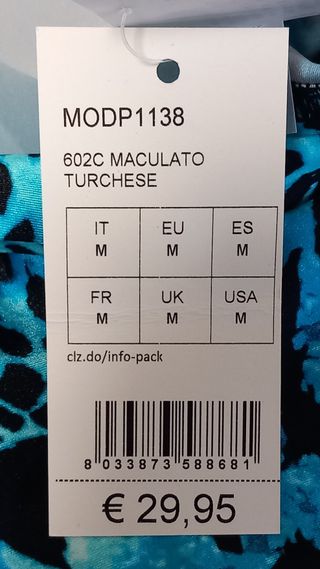 MODP1138
602C MACULATO
TURCHESE
IT EU ES
M M M
FR UK USA
M M M
clz.do/info-pack
8 033873 588681
€ 29,95